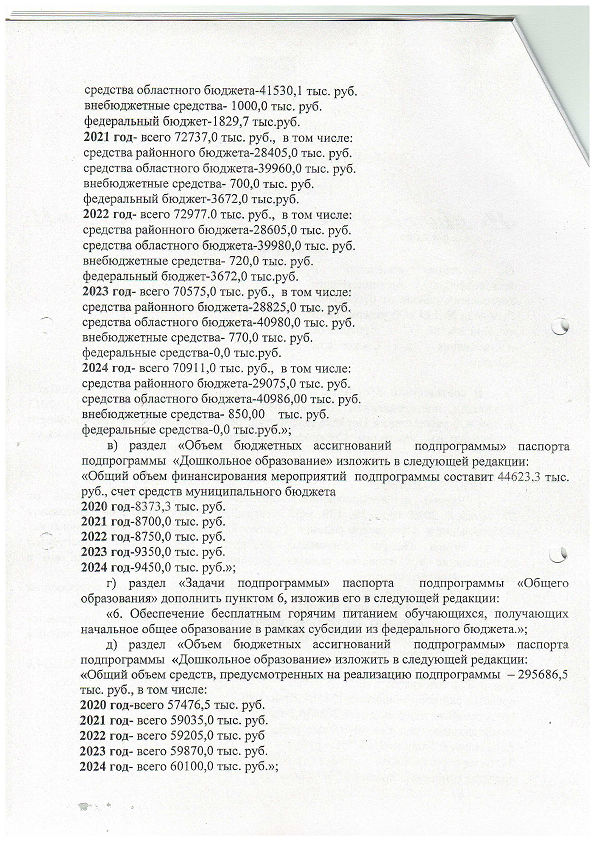 средства областного бюджета-41530,1 тыс. руб.
внебюджетные средства- 1000,0 тыс. руб.
федеральный бюджет-1829,7 тыс.руб.
2021 год- всего 72737,0 тыс. руб.,  в том числе:
средства районного бюджета-28405,0 тыс. руб.
средства областного бюджета-39960,0 тыс. руб.
внебюджетные средства- 700,0 тыс. руб.
федеральный бюджет-3672,0 тыс.руб.
2022 год- всего 72977.0 тыс. руб.,  в том числе:
средства районного бюджета-28605,0 тыс. руб.
средства областного бюджета-39980,0 тыс. руб.
внебюджетные средства- 720,0 тыс. руб.
федеральный бюджет-3672,0 тыс,руб.
2023 год- всего 70575,0 тыс. руб.,  в том числе:
средства районного бюджета-28825,0 тыс. руб.
средства областного бюджета-40980,0 тыс. руб.
внебюджетные средства- 770,0 тыс. руб.
федеральные средства-0,0 тыс.руб.
2024 год- всего 70911,0 тыс. руб.,  в том числе:
средства районного бюджета-29075,0 тыс. руб.
средства областного бюджета-40986,00 тыс. руб.
внебюджетные средства- 850,00    тыс. руб.
федеральные средства-0,0 тыс.руб.»;
в) раздел «Объем бюджетных ассигнований подпрограммы» паспорта
подпрограммы «Дошкольное образование» изложить в следующей редакции:
«Общий объем финансирования мероприятий подпрограммы составит 44623,3 тыс.
руб., счет средств муниципального бюджета
2020 год-8373,3 тыс. руб.
2021 год-8700,0 тыс. руб.
2022 год-8750,0 тыс. руб.
2023 год-9350,0 тыс. руб.
2024 год-9450,0 тыс. руб.»;
г) раздел «Задачи подпрограммы» паспорта подпрограммы «Общего
образования» дополнить пунктом 6, изложив его в следующей редакции:
«6. Обеспечение бесплатным горячим питанием обучающихся, получающих
начальное общее образование в рамках субсидии из федерального бюджета.»;
д) раздел «Объем бюджетных ассигнований подпрограммы» паспорта
подпрограммы «Дошкольное образование» изложить в следующей редакции:
«Общий объем средств, предусмотренных на реализацию подпрограммы – 295686,5
тыс. руб., в том числе:
2020 год-всего 57476,5 тыс. руб.
2021 год- всего 59035,0 тыс. руб.
2022 год- всего 59205,0 тыс. руб
2023 год- всего 59870,0 тыс. руб.
2024 год- всего 60100,0 тыс. руб.»;